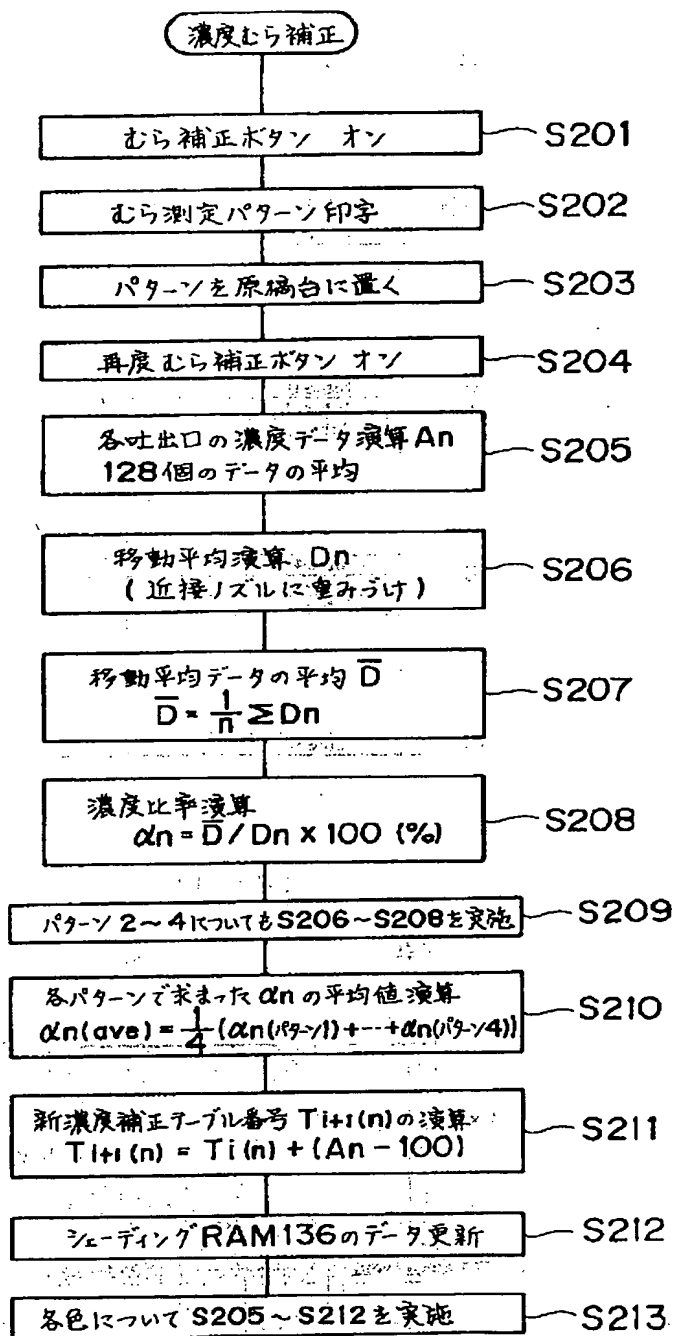 濃度むら補正
むら補正ボタン オン
S201
むら測定パターン印字
S202
パターンを原稿台に置く
S203
再度むら補正ボタン オン
S204
各吐出口の濃度データ演算 An
128個のデータの平均
S205
移動平均演算 Dn
(近接ノズルに重みづけ)
S206
移動平均データの平均 D̅
D̅ = 1/n ΣDn
S207
濃度比率演算
αn = D̅ / Dn × 100 (%)
S208
パターン2〜4についてもS206〜S208を実施
S209
各パターンで求まった αnの平均値演算
αn(ave) = 1/4 {αn(パターン1)+…+αn(パターン4)}
S210
新濃度補正テーブル番号 Ti+1(n)の演算
Ti+1(n) = Ti(n) + (An − 100)
S211
シェーディングRAM136のデータ更新
S212
各色について S205〜S212を実施
S213